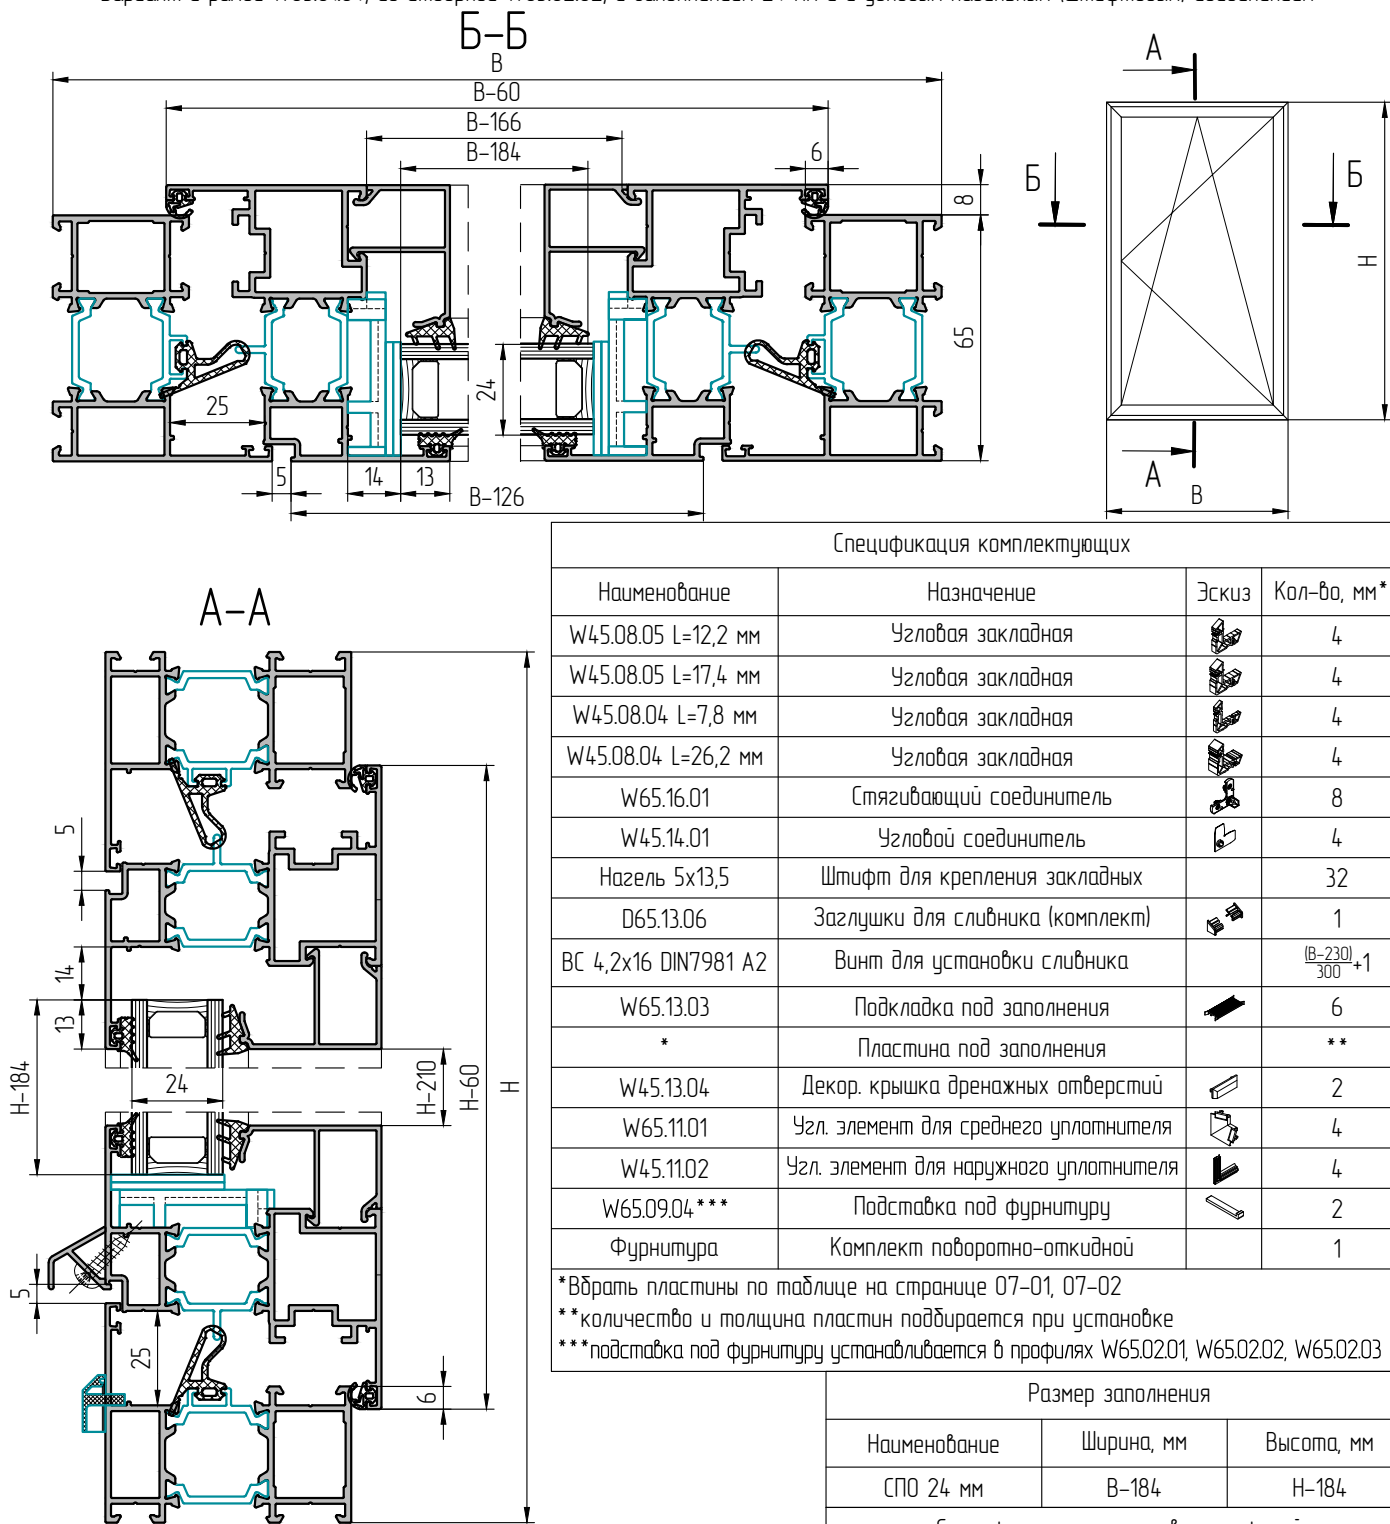 Б-Б
B
B-60
B-166
B-184
6
8
65
24
25
5
14
13
B-126
А
Б
Б
H
А
B
А-А
5
14
13
H-184
24
H-210
H-60
H
5
25
6
Спецификация комплектующих
Наименование Назначение Эскиз Кол-во, мм*
W45.08.05 L=12,2 мм Угловая закладная 4
W45.08.05 L=17,4 мм Угловая закладная 4
W45.08.04 L=7,8 мм Угловая закладная 4
W45.08.04 L=26,2 мм Угловая закладная 4
W65.16.01 Стягивающий соединитель 8
W45.14.01 Угловой соединитель 4
Нагель 5x13,5 Штифт для крепления закладных 32
D65.13.06 Заглушки для сливника (комплект) 1
ВС 4,2x16 DIN7981 А2 Винт для установки сливника (B-230)/300+1
W65.13.03 Подкладка под заполнения 6
* Пластина под заполнения **
W45.13.04 Декор. крышка дренажных отверстий 2
W65.11.01 Угл. элемент для среднего уплотнителя 4
W45.11.02 Угл. элемент для наружного уплотнителя 4
W65.09.04*** Подставка под фурнитуру 2
Фурнитура Комплект поворотно-откидной 1
*Вбрать пластины по таблице на странице 07-01, 07-02
**количество и толщина пластин подбирается при установке
***подставка под фурнитуру устанавливается в профилях W65.02.01, W65.02.02, W65.02.03
Размер заполнения
Наименование Ширина, мм Высота, мм
СПО 24 мм B-184 H-184